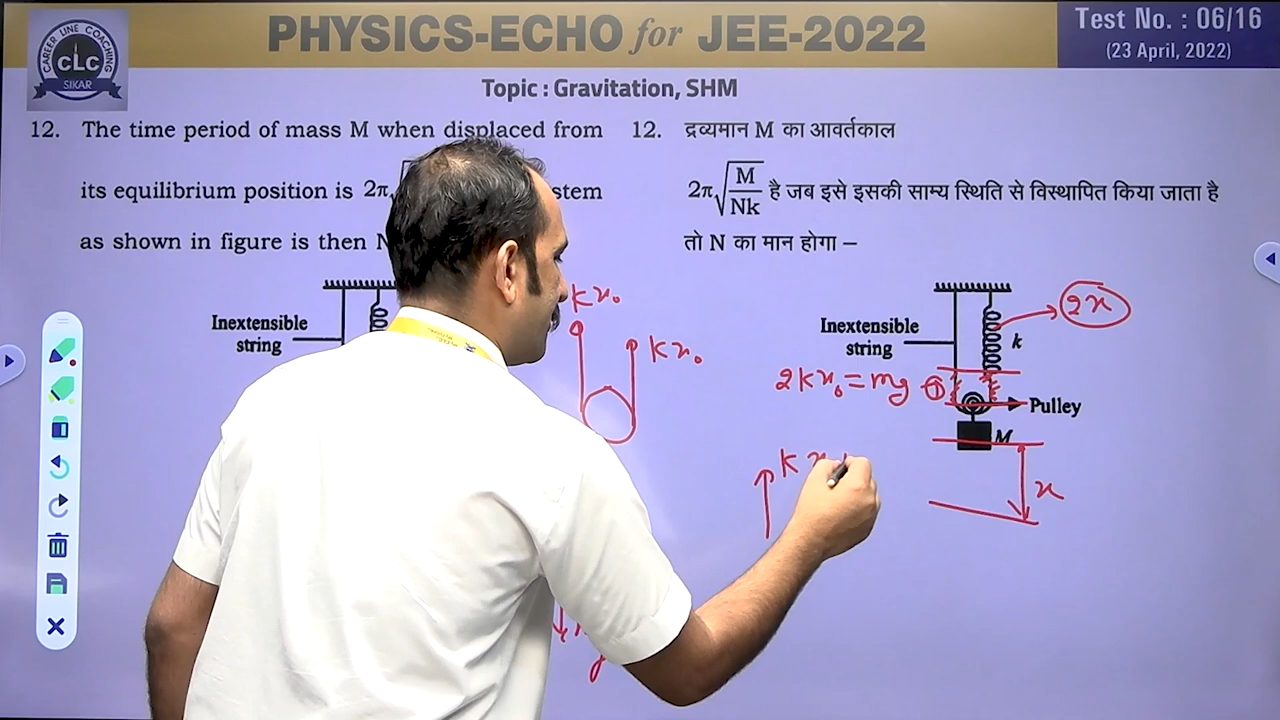 PHYSICS-ECHO for JEE-2022
Test No. : 06/16
(23 April, 2022)
CAREER LINE COACHING
CLC
SIKAR
Topic : Gravitation, SHM
12. The time period of mass M when displaced from
its equilibrium position is 2π
as shown in figure is then N
Inextensible
string
12. द्रव्यमान M का आवर्तकाल
2π√(M/Nk) है जब इसे इसकी साम्य स्थिति से विस्थापित किया जाता है
तो N का मान होगा –
Inextensible
string
k
Pulley
M
kx₀
kx₀
2x
2kx₀ = mg
x